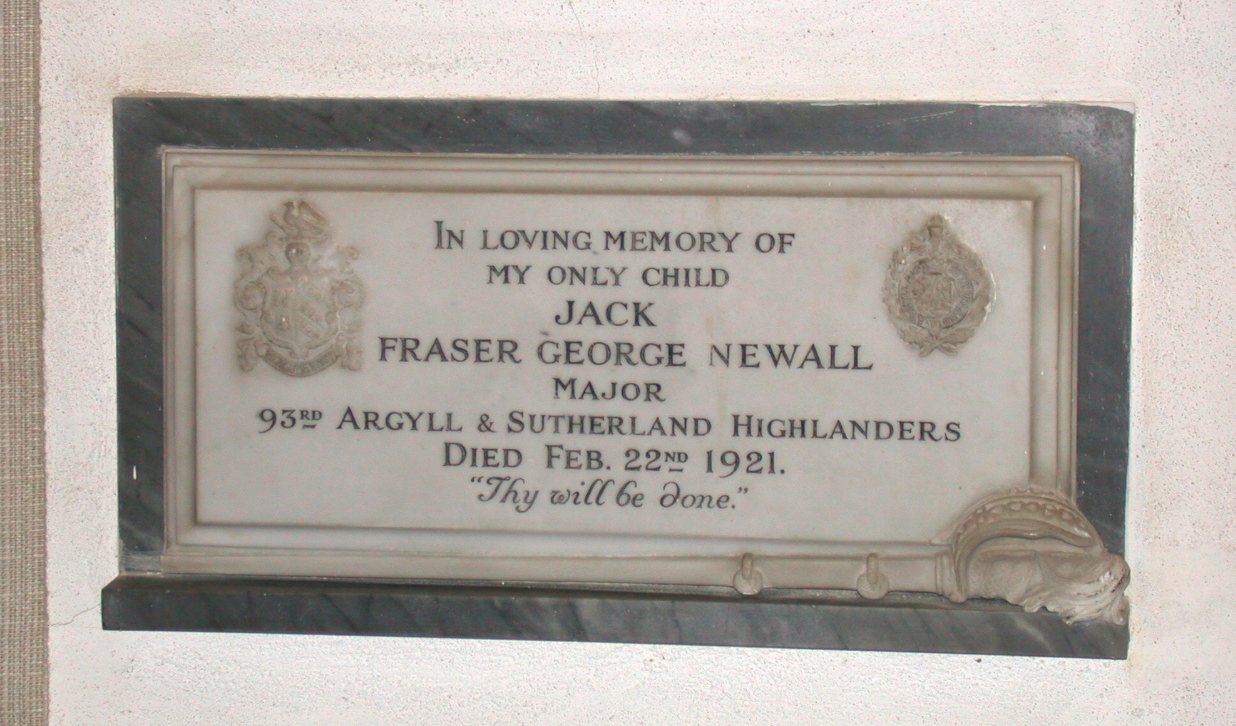 IN LOVING MEMORY OF
MY ONLY CHILD
JACK
FRASER GEORGE NEWALL
MAJOR
93RD ARGYLL & SUTHERLAND HIGHLANDERS
DIED FEB. 22ND 1921.
"Thy will be done."